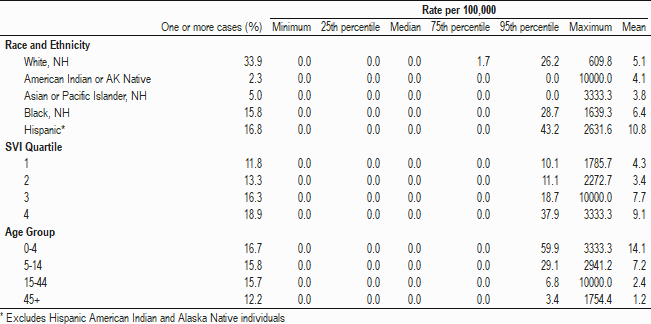 Rate per 100,000
One or more cases (%) Minimum 25th percentile Median 75th percentile 95th percentile Maximum Mean
Race and Ethnicity
White, NH 33.9 0.0 0.0 0.0 1.7 26.2 609.8 5.1
American Indian or AK Native 2.3 0.0 0.0 0.0 0.0 0.0 10000.0 4.1
Asian or Pacific Islander, NH 5.0 0.0 0.0 0.0 0.0 0.0 3333.3 3.8
Black, NH 15.8 0.0 0.0 0.0 0.0 28.7 1639.3 6.4
Hispanic* 16.8 0.0 0.0 0.0 0.0 43.2 2631.6 10.8
SVI Quartile
1 11.8 0.0 0.0 0.0 0.0 10.1 1785.7 4.3
2 13.3 0.0 0.0 0.0 0.0 11.1 2272.7 3.4
3 16.3 0.0 0.0 0.0 0.0 18.7 10000.0 7.7
4 18.9 0.0 0.0 0.0 0.0 37.9 3333.3 9.1
Age Group
0-4 16.7 0.0 0.0 0.0 0.0 59.9 3333.3 14.1
5-14 15.8 0.0 0.0 0.0 0.0 29.1 2941.2 7.2
15-44 15.7 0.0 0.0 0.0 0.0 6.8 10000.0 2.4
45+ 12.2 0.0 0.0 0.0 0.0 3.4 1754.4 1.2
* Excludes Hispanic American Indian and Alaska Native individuals